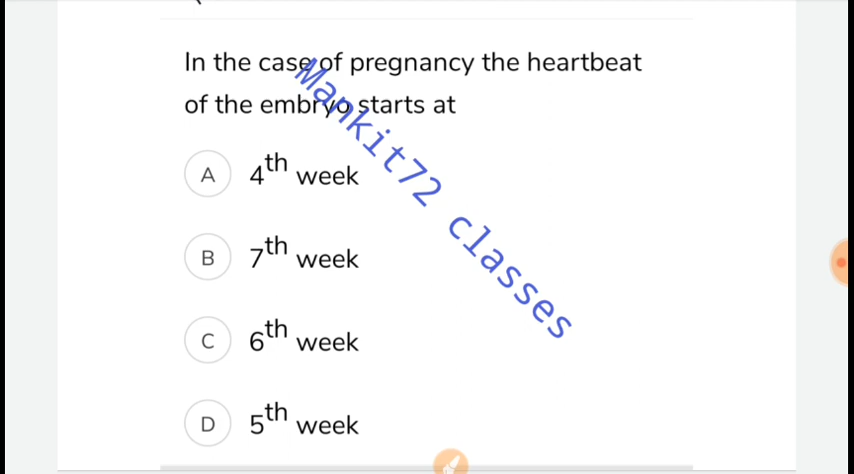 In the case of pregnancy the heartbeat
of the embryo starts at
A 4th week
B 7th week
C 6th week
D 5th week
Mankit72 classes